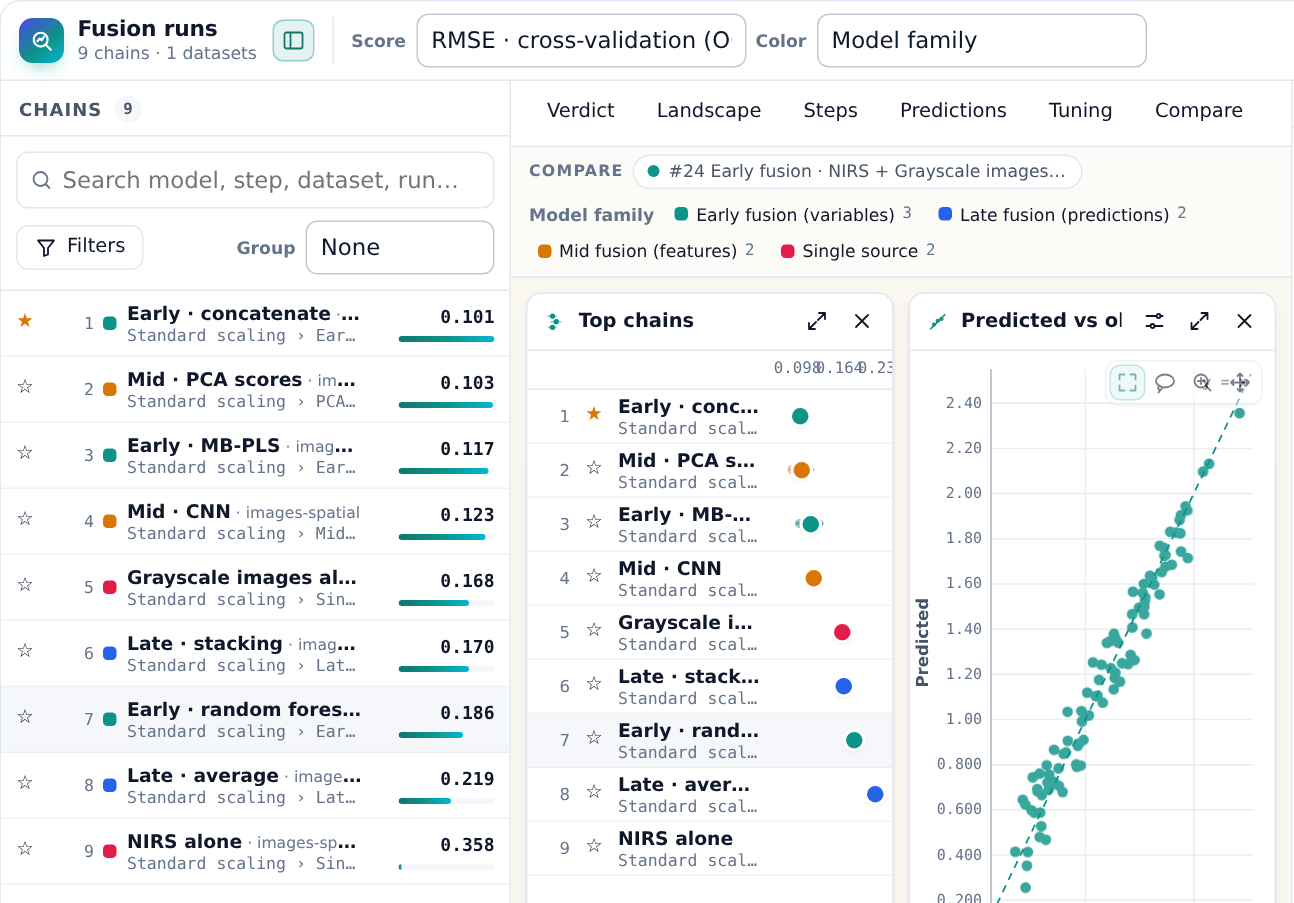 Fusion runs
9 chains · 1 datasets
Score
RMSE · cross-validation (O
Color
Model family
CHAINS 9
Search model, step, dataset, run…
Filters
Group
None
★ 1 Early · concatenate ·… 0.101
Standard scaling › Ear…
☆ 2 Mid · PCA scores · im… 0.103
Standard scaling › PCA…
☆ 3 Early · MB-PLS · imag… 0.117
Standard scaling › Ear…
☆ 4 Mid · CNN · images-spatial 0.123
Standard scaling › Mid…
☆ 5 Grayscale images al… 0.168
Standard scaling › Sin…
☆ 6 Late · stacking · imag… 0.170
Standard scaling › Lat…
☆ 7 Early · random fores… 0.186
Standard scaling › Ear…
☆ 8 Late · average · image… 0.219
Standard scaling › Lat…
☆ 9 NIRS alone · images-sp… 0.358
Standard scaling › Sin…
Verdict Landscape Steps Predictions Tuning Compare
COMPARE #24 Early fusion · NIRS + Grayscale images…
Model family Early fusion (variables) 3 Late fusion (predictions) 2
Mid fusion (features) 2 Single source 2
Top chains
0.098 0.164 0.23
1 ★ Early · conc…
Standard scal…
2 ☆ Mid · PCA s…
Standard scal…
3 ☆ Early · MB-…
Standard scal…
4 ☆ Mid · CNN
Standard scal…
5 ☆ Grayscale i…
Standard scal…
6 ☆ Late · stack…
Standard scal…
7 ☆ Early · rand…
Standard scal…
8 ☆ Late · aver…
Standard scal…
9 ☆ NIRS alone
Standard scal…
Predicted vs ol
2.40
2.20
2.00
1.80
1.60
1.40
1.20
1.00
0.800
0.600
0.400
0.200
Predicted